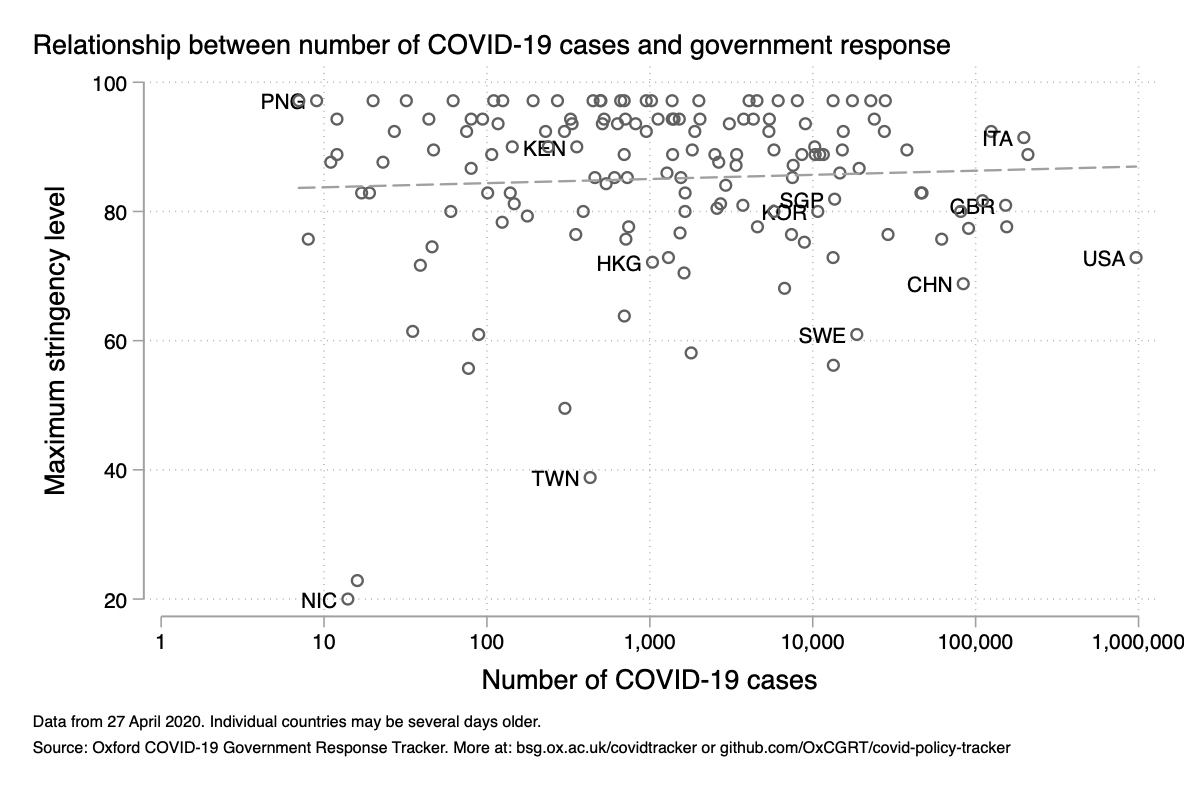 Relationship between number of COVID-19 cases and government response
Maximum stringency level
100
80
60
40
20
PNG
KEN
ITA
SGP
KOR
GBR
HKG
USA
CHN
SWE
TWN
NIC
1
10
100
1,000
10,000
100,000
1,000,000
Number of COVID-19 cases
Data from 27 April 2020. Individual countries may be several days older.
Source: Oxford COVID-19 Government Response Tracker. More at: bsg.ox.ac.uk/covidtracker or github.com/OxCGRT/covid-policy-tracker